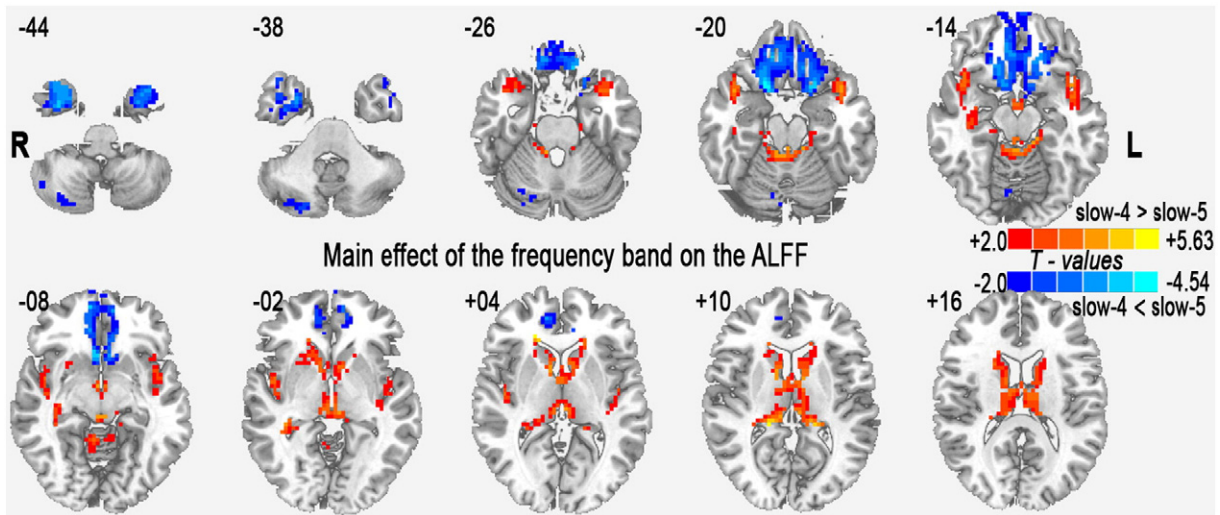 -44
-38
-26
-20
-14
R
L
slow-4 > slow-5
+2.0 +5.63
T - values
-2.0 -4.54
slow-4 < slow-5
Main effect of the frequency band on the ALFF
-08
-02
+04
+10
+16